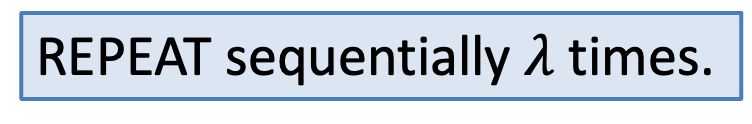 REPEAT sequentially λ times.